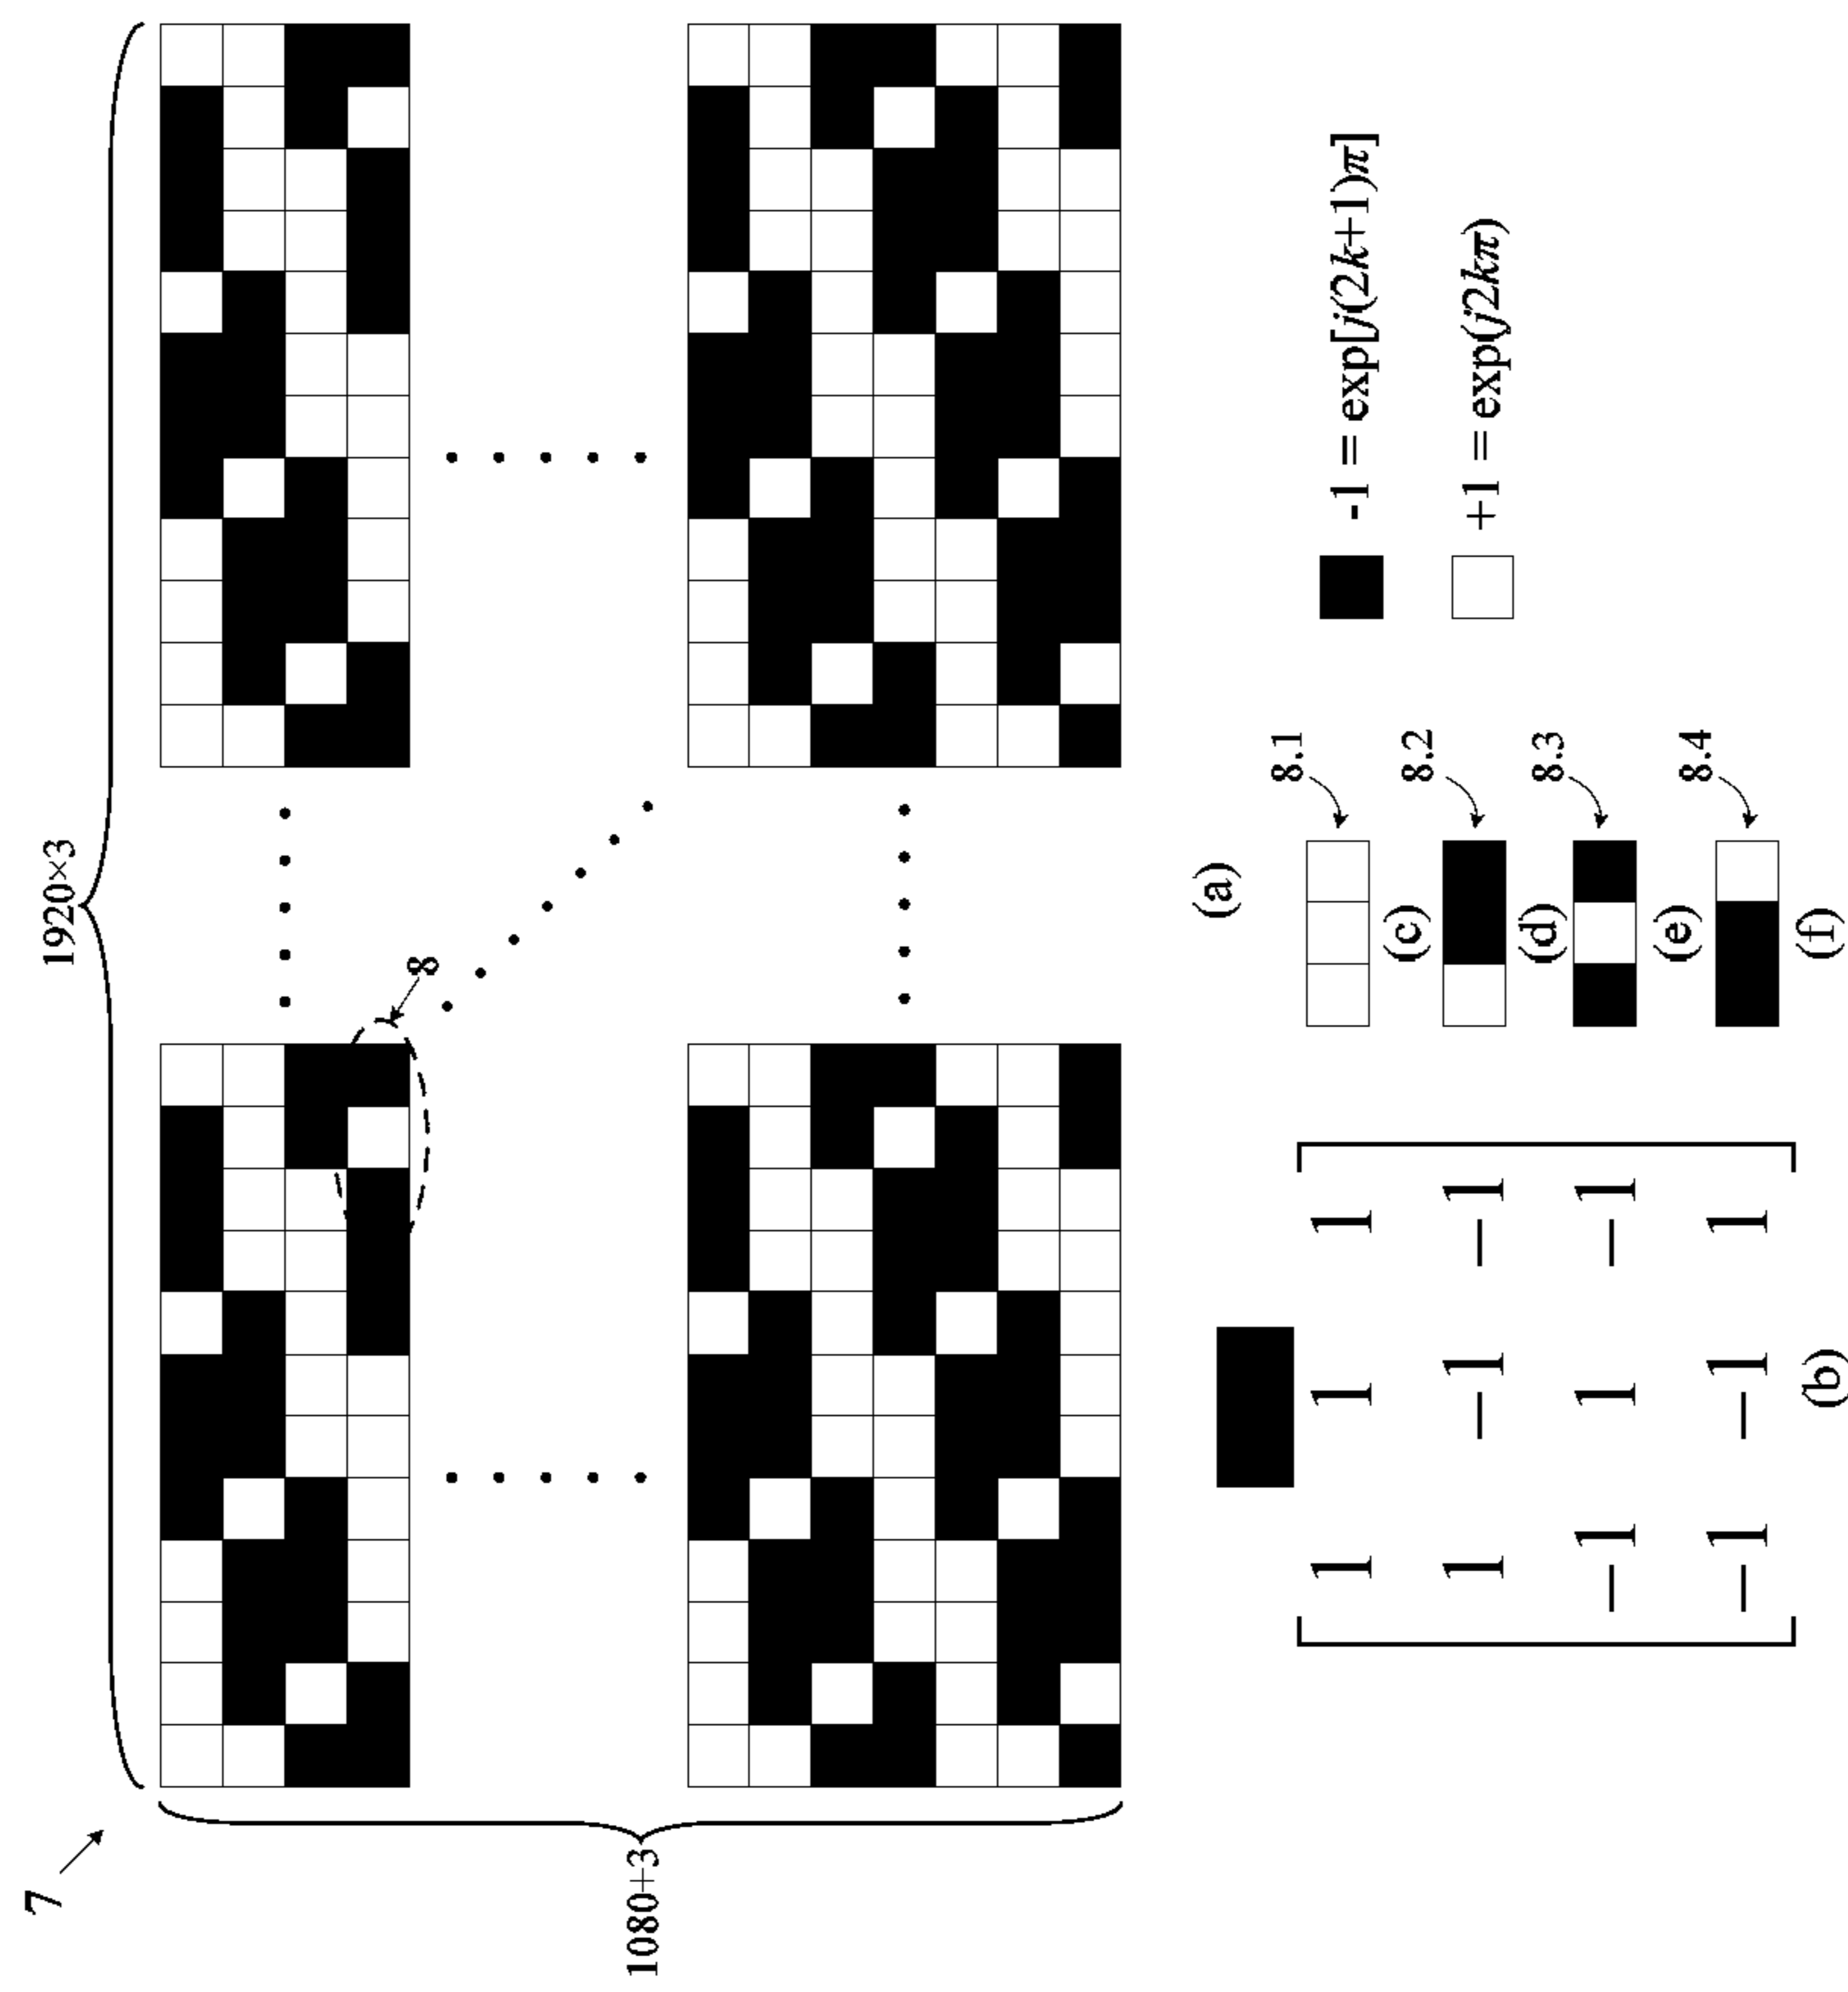 7
1920×3
8
1080+3
(a)
1 1 1
1 −1 −1
−1 1 −1
−1 −1 1
(b)
8.1
(c)
8.2
(d)
8.3
(e)
8.4
(f)
-1 = exp[j(2k+1)π]
+1 = exp(j2kπ)